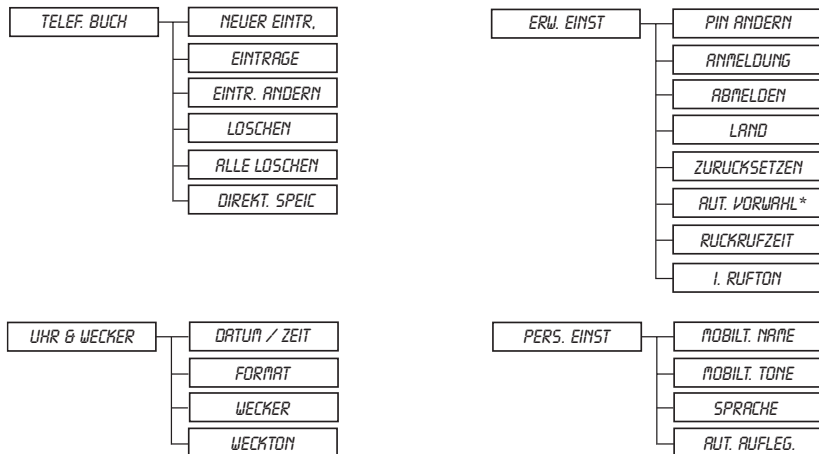 TELEF. BUCH
NEUER EINTR,
EINTRAGE
EINTR. ANDERN
LOSCHEN
ALLE LOSCHEN
DIREKT. SPEIC
ERW. EINST
PIN ANDERN
ANMELDUNG
ABMELDEN
LAND
ZURUCKSETZEN
AUT. VORWAHL*
RUCKRUFZEIT
1. RUFTON
UHR & WECKER
DATUM / ZEIT
FORMAT
WECKER
WECKTON
PERS. EINST
MOBILT. NAME
MOBILT. TONE
SPRACHE
AUT. AUFLEG.